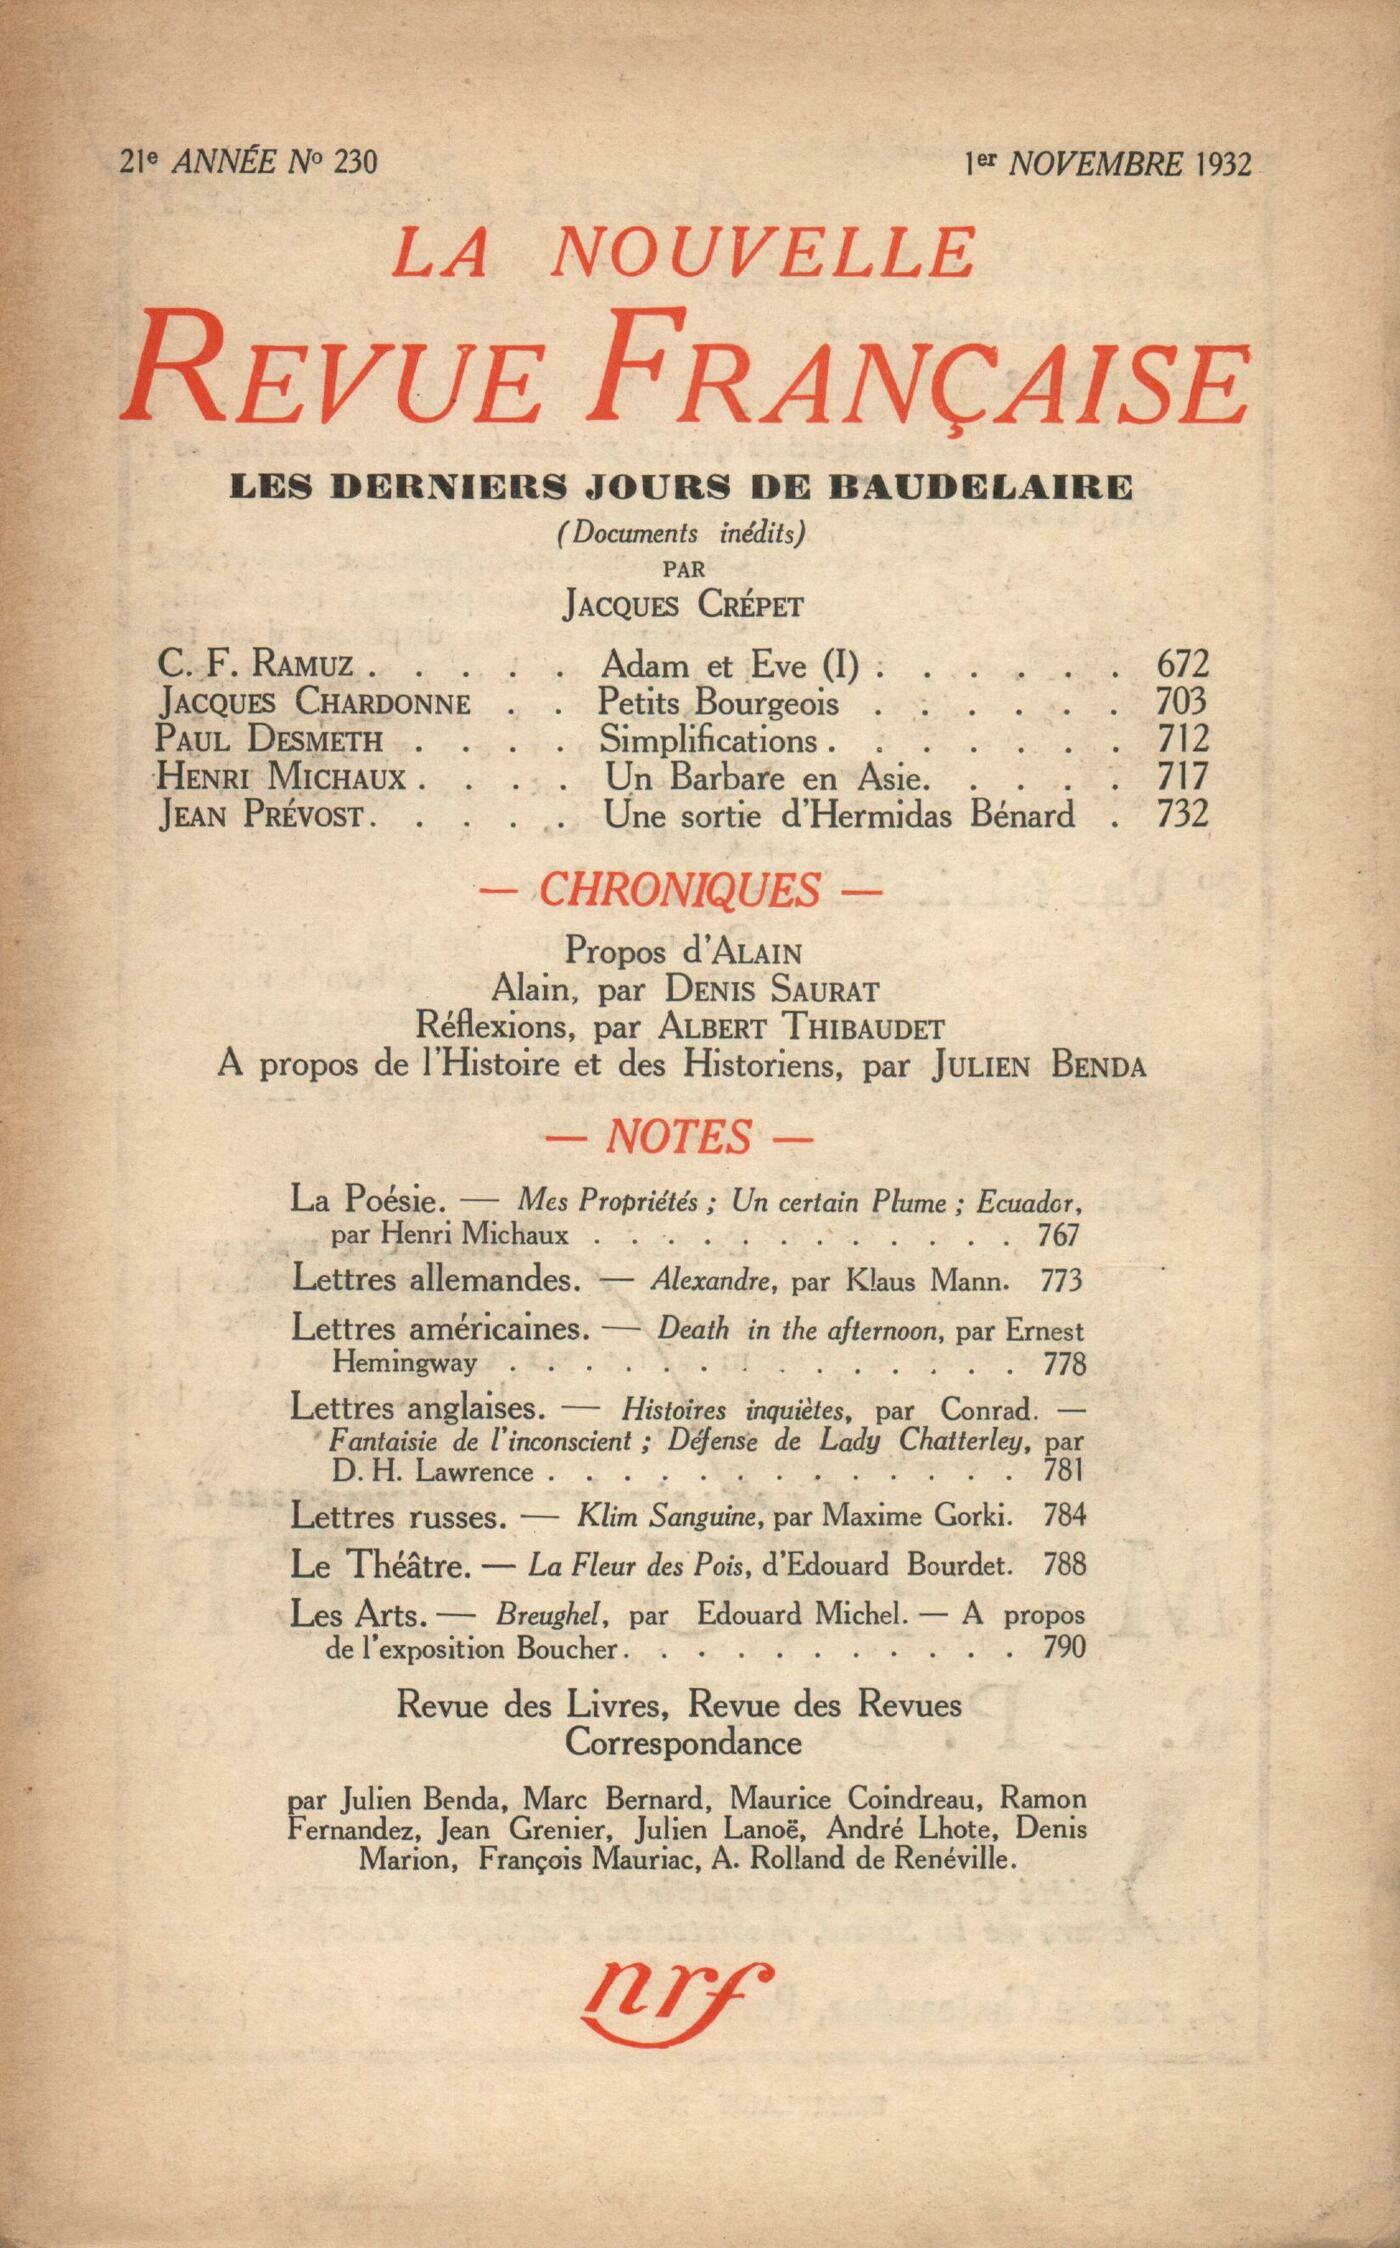 21e ANNÉE No 230
1er NOVEMBRE 1932
LA NOUVELLE
REVUE FRANÇAISE
LES DERNIERS JOURS DE BAUDELAIRE
(Documents inédits)
PAR
JACQUES CRÉPET
C. F. RAMUZ . . . . . Adam et Eve (I) . . . . . . 672
JACQUES CHARDONNE . . Petits Bourgeois . . . . . . 703
PAUL DESMETH . . . . Simplifications . . . . . . . 712
HENRI MICHAUX . . . . Un Barbare en Asie. . . . . 717
JEAN PRÉVOST. . . . . Une sortie d'Hermidas Bénard . 732
— CHRONIQUES —
Propos d'ALAIN
Alain, par DENIS SAURAT
Réflexions, par ALBERT THIBAUDET
A propos de l'Histoire et des Historiens, par JULIEN BENDA
— NOTES —
La Poésie. — Mes Propriétés ; Un certain Plume ; Ecuador,
par Henri Michaux . . . . . . . . . . . . 767
Lettres allemandes. — Alexandre, par Klaus Mann. 773
Lettres américaines. — Death in the afternoon, par Ernest
Hemingway . . . . . . . . . . . . . . 778
Lettres anglaises. — Histoires inquiètes, par Conrad. —
Fantaisie de l'inconscient ; Défense de Lady Chatterley, par
D. H. Lawrence . . . . . . . . . . . . . 781
Lettres russes. — Klim Sanguine, par Maxime Gorki. 784
Le Théâtre. — La Fleur des Pois, d'Edouard Bourdet. 788
Les Arts. — Breughel, par Edouard Michel. — A propos
de l'exposition Boucher. . . . . . . . . . . 790
Revue des Livres, Revue des Revues
Correspondance
par Julien Benda, Marc Bernard, Maurice Coindreau, Ramon
Fernandez, Jean Grenier, Julien Lanoë, André Lhote, Denis
Marion, François Mauriac, A. Rolland de Renéville.
nrf